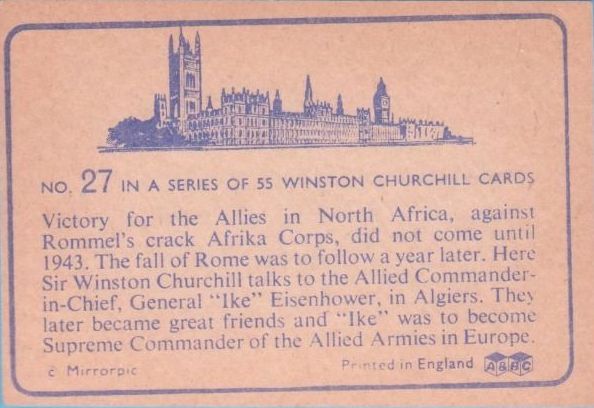 NO. 27 IN A SERIES OF 55 WINSTON CHURCHILL CARDS
Victory for the Allies in North Africa, against
Rommel's crack Afrika Corps, did not come until
1943. The fall of Rome was to follow a year later. Here
Sir Winston Churchill talks to the Allied Commander-
in-Chief, General "Ike" Eisenhower, in Algiers. They
later became great friends and "Ike" was to become
Supreme Commander of the Allied Armies in Europe.
c Mirrorpic Printed in England A&BC